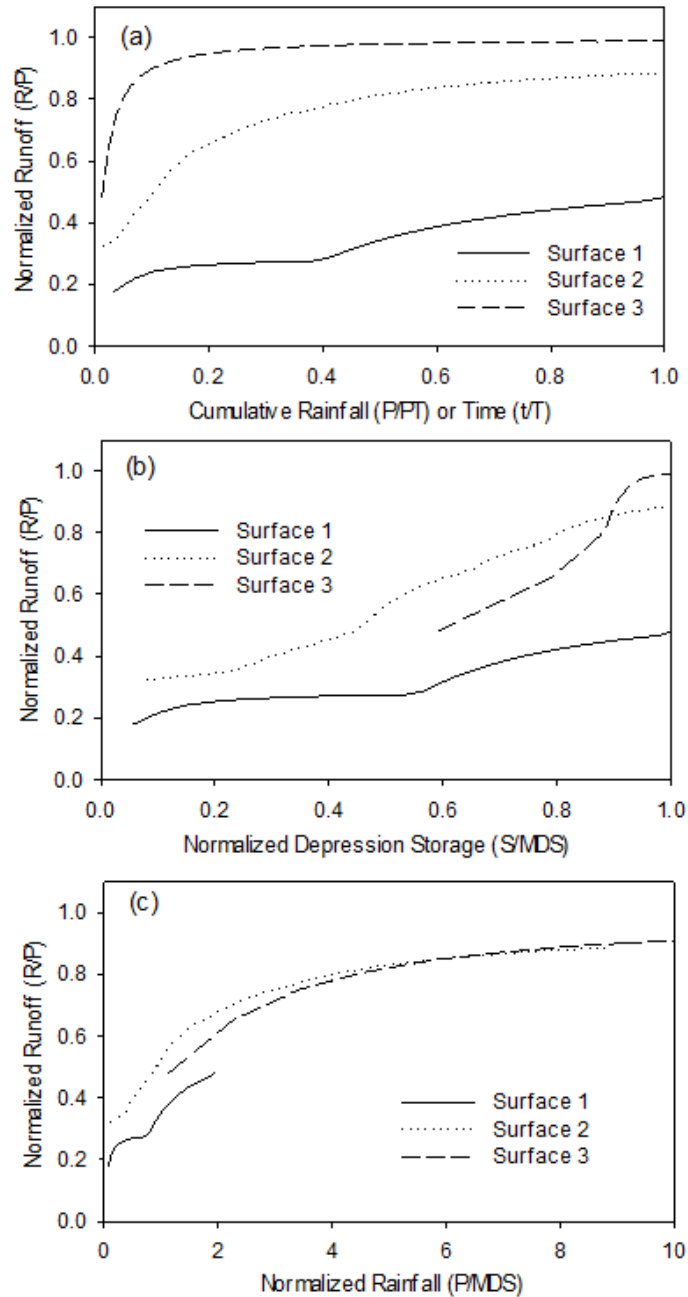 (a)
Normalized Runoff (R/P)
1.0
0.8
0.6
0.4
0.2
0.0
Surface 1
Surface 2
Surface 3
0.0 0.2 0.4 0.6 0.8 1.0
Cumulative Rainfall (P/PT) or Time (t/T)
(b)
Normalized Runoff (R/P)
1.0
0.8
0.6
0.4
0.2
0.0
Surface 1
Surface 2
Surface 3
0.0 0.2 0.4 0.6 0.8 1.0
Normalized Depression Storage (S/MDS)
(c)
Normalized Runoff (R/P)
1.0
0.8
0.6
0.4
0.2
0.0
Surface 1
Surface 2
Surface 3
0 2 4 6 8 10
Normalized Rainfall (P/MDS)